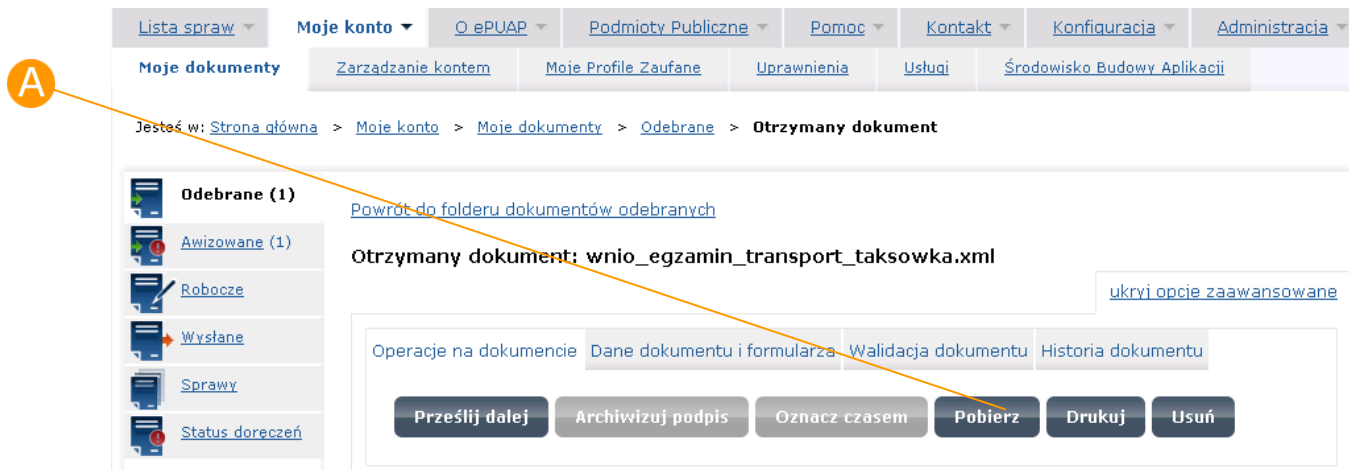 Lista spraw Moje konto O ePUAP Podmioty Publiczne Pomoc Kontakt Konfiguracja Administracja
Moje dokumenty Zarządzanie kontem Moje Profile Zaufane Uprawnienia Usługi Środowisko Budowy Aplikacji
A
Jesteś w: Strona główna > Moje konto > Moje dokumenty > Odebrane > Otrzymany dokument
Odebrane (1)
Awizowane (1)
Robocze
Wysłane
Sprawy
Status doręczeń
Powrót do folderu dokumentów odebranych
Otrzymany dokument: wnio_egzamin_transport_taksowka.xml
ukryj opcje zaawansowane
Operacje na dokumencie Dane dokumentu i formularza Walidacja dokumentu Historia dokumentu
Prześlij dalej Archiwizuj podpis Oznacz czasem Pobierz Drukuj Usuń